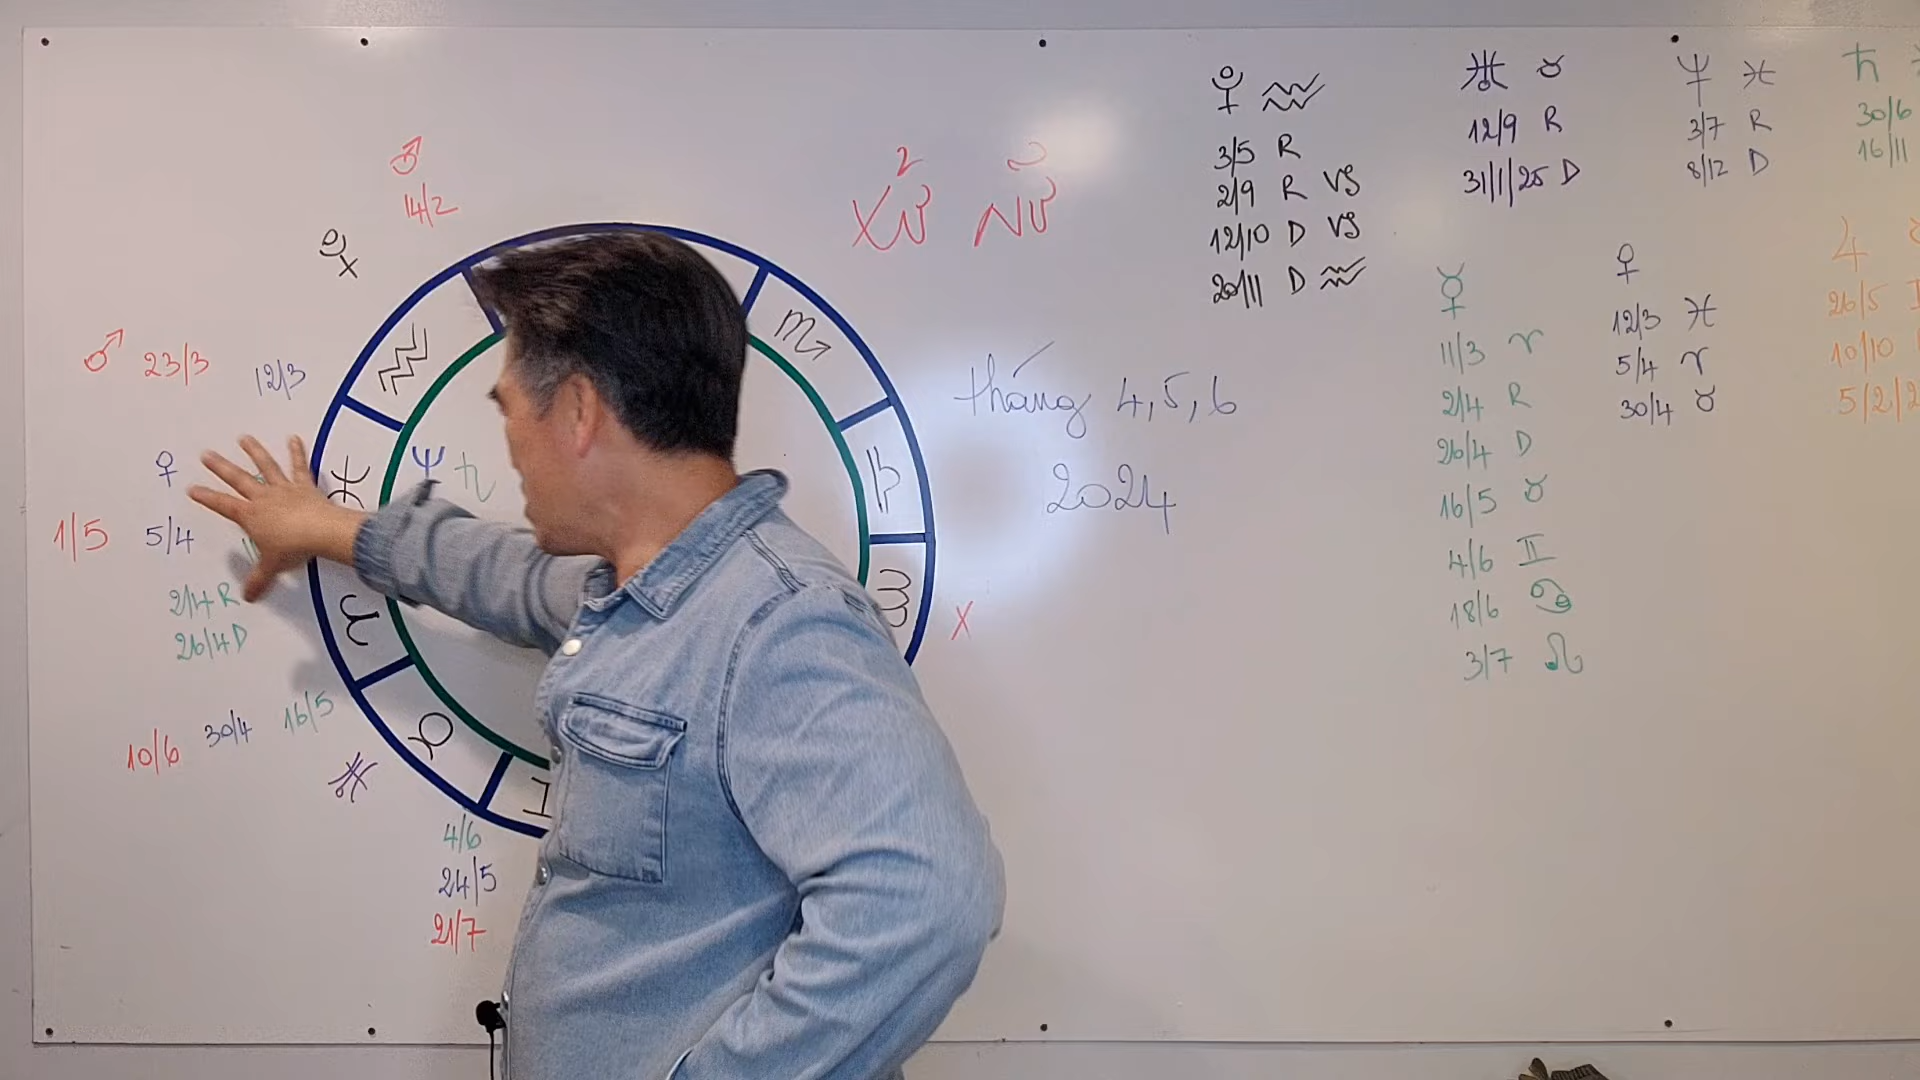 ♂
14/2
♂ 23/3 12/3
♀
1/5 5/4
2/4 R
26/4 D
10/6 30/4 16/5
♅
4/6
24/5
21/7
♒
♏
♎
♍
♓
♈
♉
♆ ♄
Xử Nữ
tháng 4,5,6
2024
X
♒
3/5 R
2/9 R VS
12/10 D VS
20/11 D ♒
♅ ♉
12/9 R
31/1/25 D
♆ ♓
3/7 R
8/12 D
♄
30/6
16/11
☿
11/3 ♈
2/4 R
26/4 D
16/5 ♉
4/6 ♊
18/6 ♋
3/7 ♌
♀
12/3 ♓
5/4 ♈
30/4 ♉
♃
26/5
10/10
5/2/2